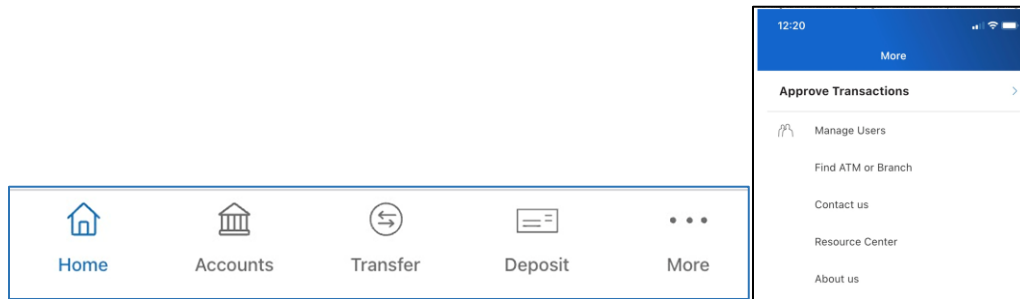 Home Accounts Transfer Deposit More
12:20
More
Approve Transactions
Manage Users
Find ATM or Branch
Contact us
Resource Center
About us